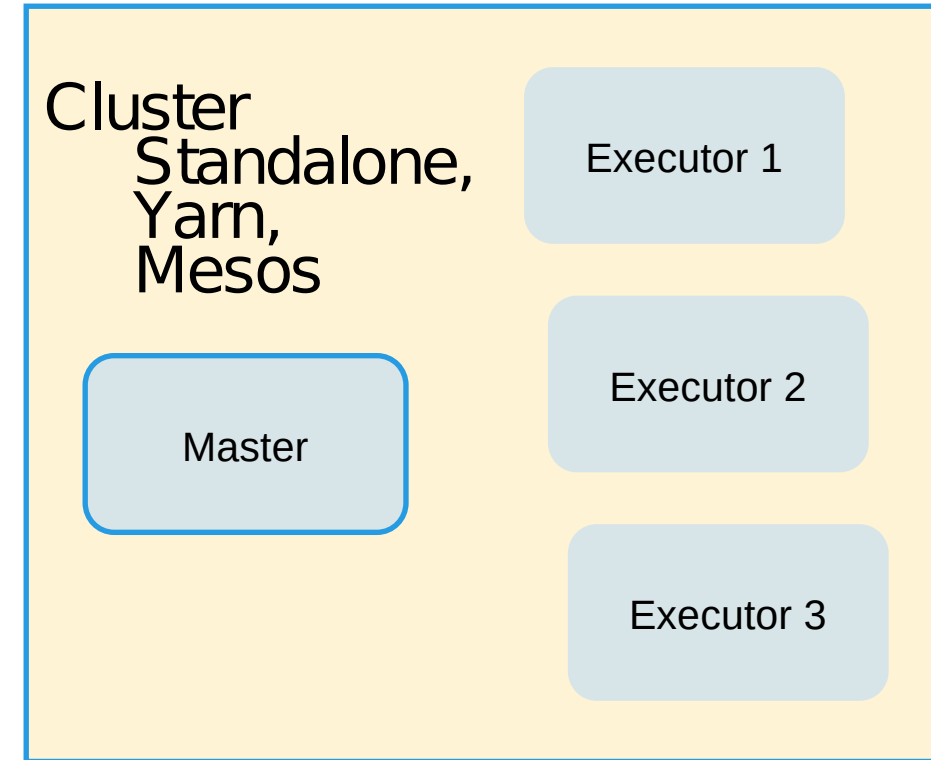 Cluster
Standalone,
Yarn,
Mesos
Master
Executor 1
Executor 2
Executor 3